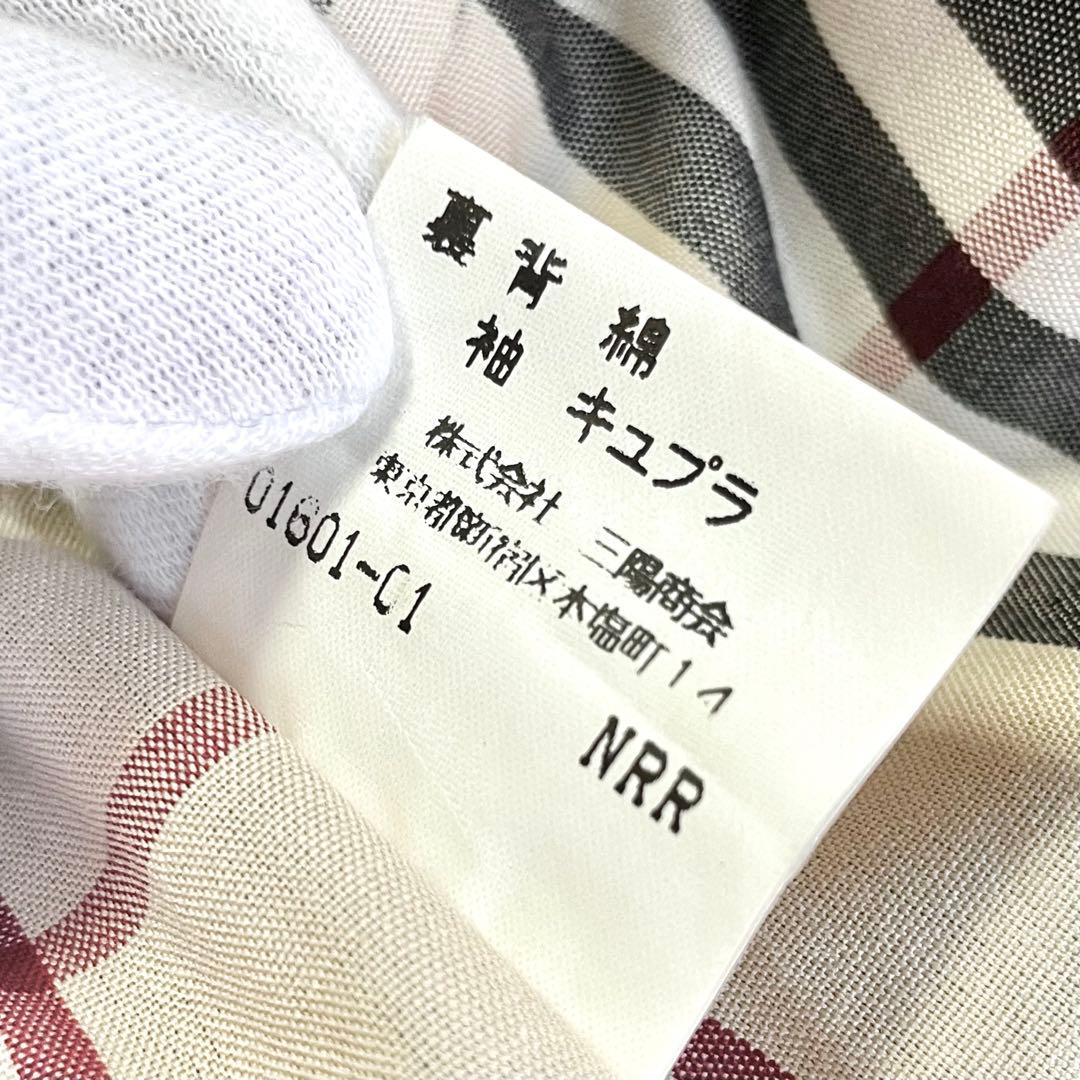 裏 背 綿
袖 キュプラ
株式会社 三陽商会
東京都新宿区本塩町14
01601-01
NRR